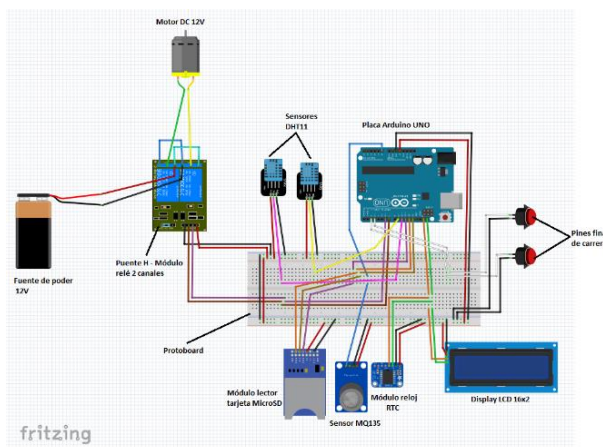 Motor DC 12V
Sensores
DHT11
Placa Arduino UNO
Pines fin
de carrer
Fuente de poder
12V
Puente H - Módulo
relé 2 canales
Protoboard
Módulo lector
tarjeta MicroSD
Sensor MQ135
Módulo reloj
RTC
Display LCD 16x2
fritzing